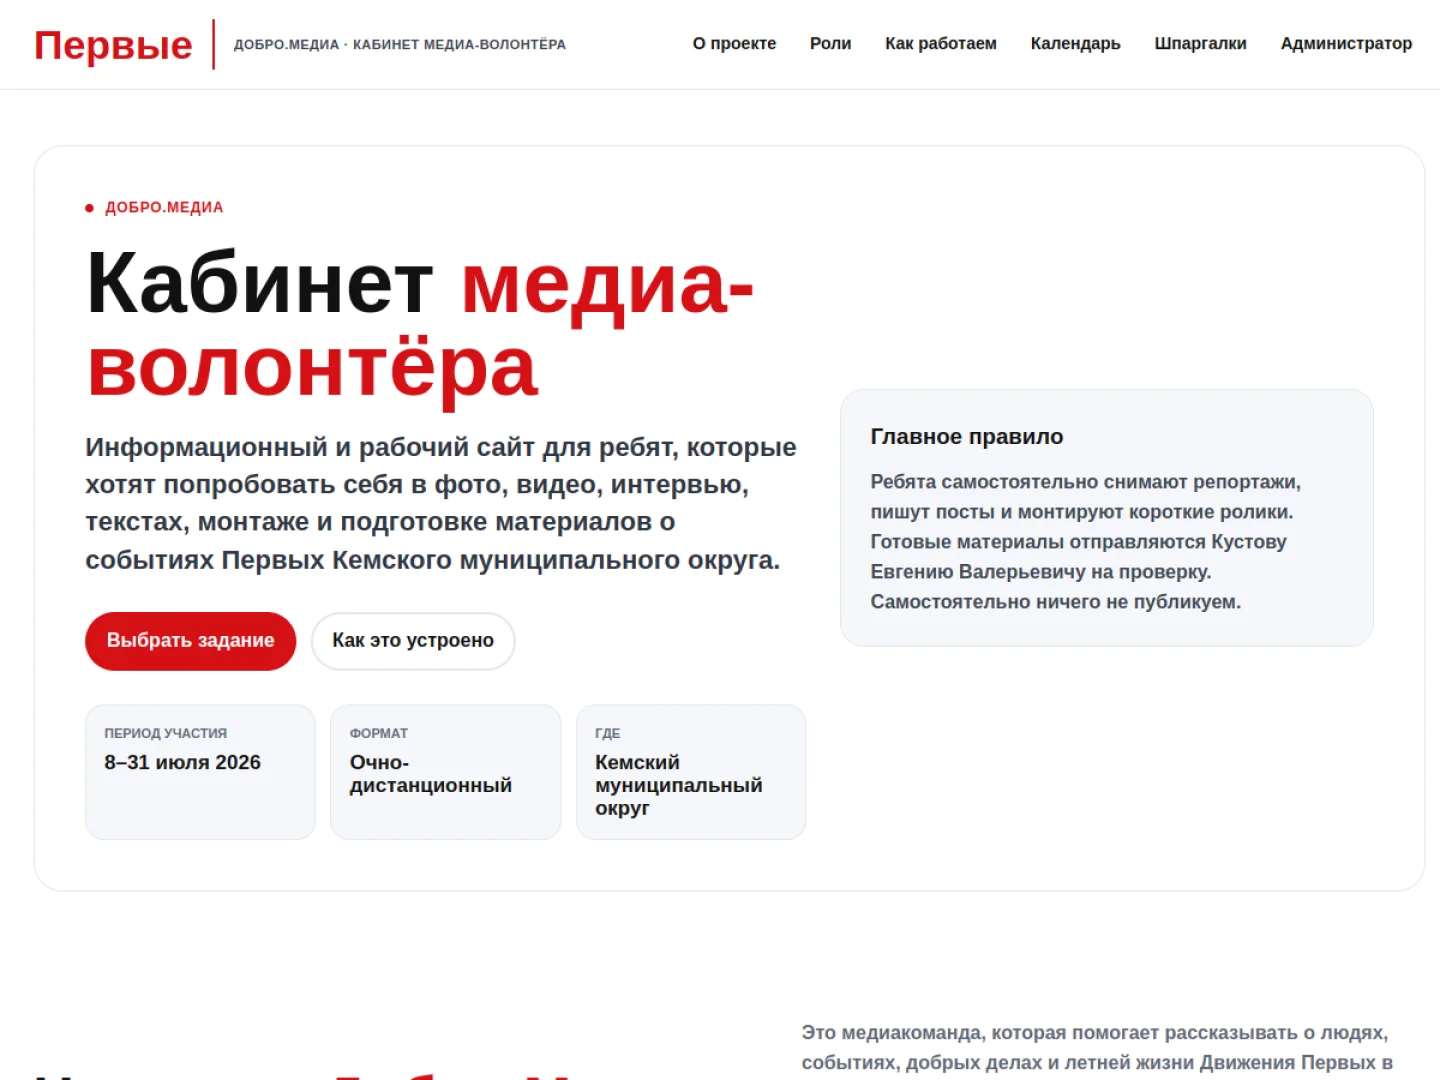 Первые
ДОБРО.МЕДИА · КАБИНЕТ МЕДИА-ВОЛОНТЁРА
О проекте
Роли
Как работаем
Календарь
Шпаргалки
Администратор
ДОБРО.МЕДИА
Кабинет медиа-
волонтёра
Информационный и рабочий сайт для ребят, которые
хотят попробовать себя в фото, видео, интервью,
текстах, монтаже и подготовке материалов о
событиях Первых Кемского муниципального округа.
Выбрать задание
Как это устроено
ПЕРИОД УЧАСТИЯ
8–31 июля 2026
ФОРМАТ
Очно-
дистанционный
ГДЕ
Кемский
муниципальный
округ
Главное правило
Ребята самостоятельно снимают репортажи,
пишут посты и монтируют короткие ролики.
Готовые материалы отправляются Кустову
Евгению Валерьевичу на проверку.
Самостоятельно ничего не публикуем.
Это медиакоманда, которая помогает рассказывать о людях,
событиях, добрых делах и летней жизни Движения Первых в